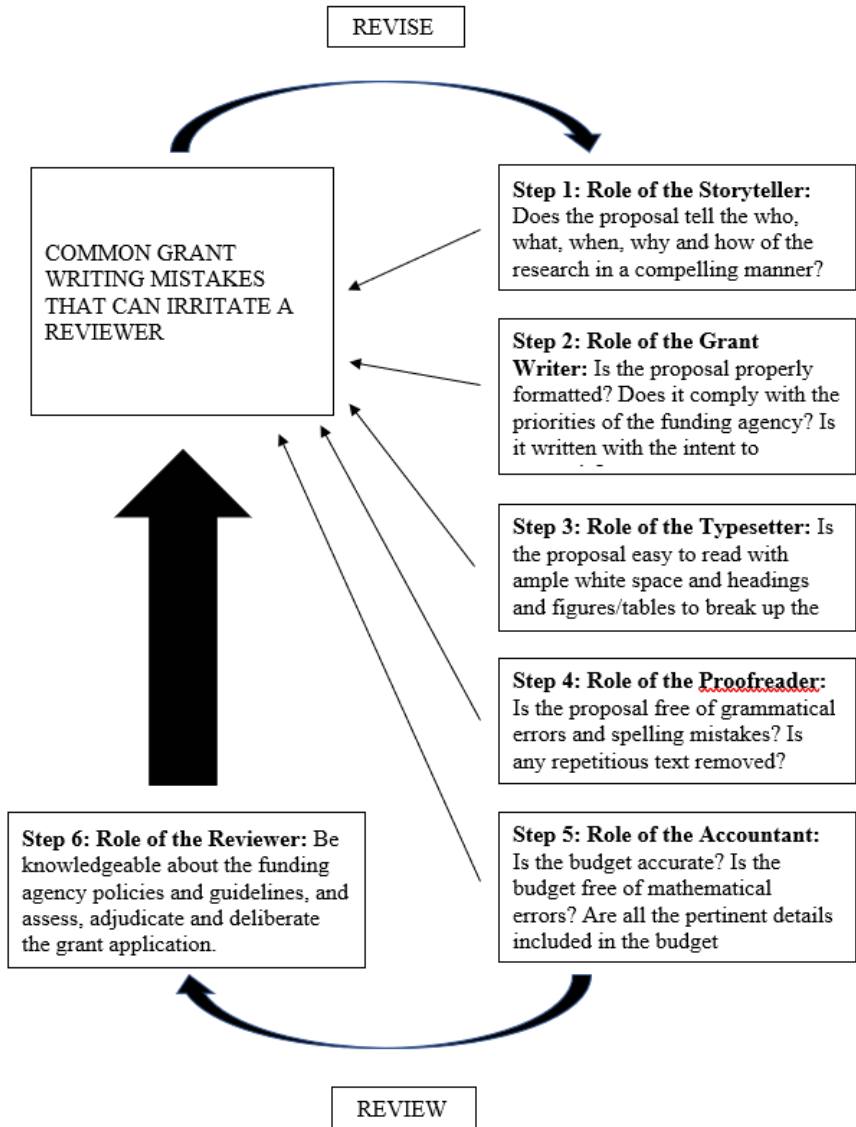 REVISE
COMMON GRANT
WRITING MISTAKES
THAT CAN IRRITATE A
REVIEWER
Step 1: Role of the Storyteller:
Does the proposal tell the who,
what, when, why and how of the
research in a compelling manner?
Step 2: Role of the Grant
Writer: Is the proposal properly
formatted? Does it comply with the
priorities of the funding agency? Is
it written with the intent to
Step 3: Role of the Typesetter: Is
the proposal easy to read with
ample white space and headings
and figures/tables to break up the
Step 4: Role of the Proofreader:
Is the proposal free of grammatical
errors and spelling mistakes? Is
any repetitious text removed?
Step 5: Role of the Accountant:
Is the budget accurate? Is the
budget free of mathematical
errors? Are all the pertinent details
included in the budget
Step 6: Role of the Reviewer: Be
knowledgeable about the funding
agency policies and guidelines, and
assess, adjudicate and deliberate
the grant application.
REVIEW